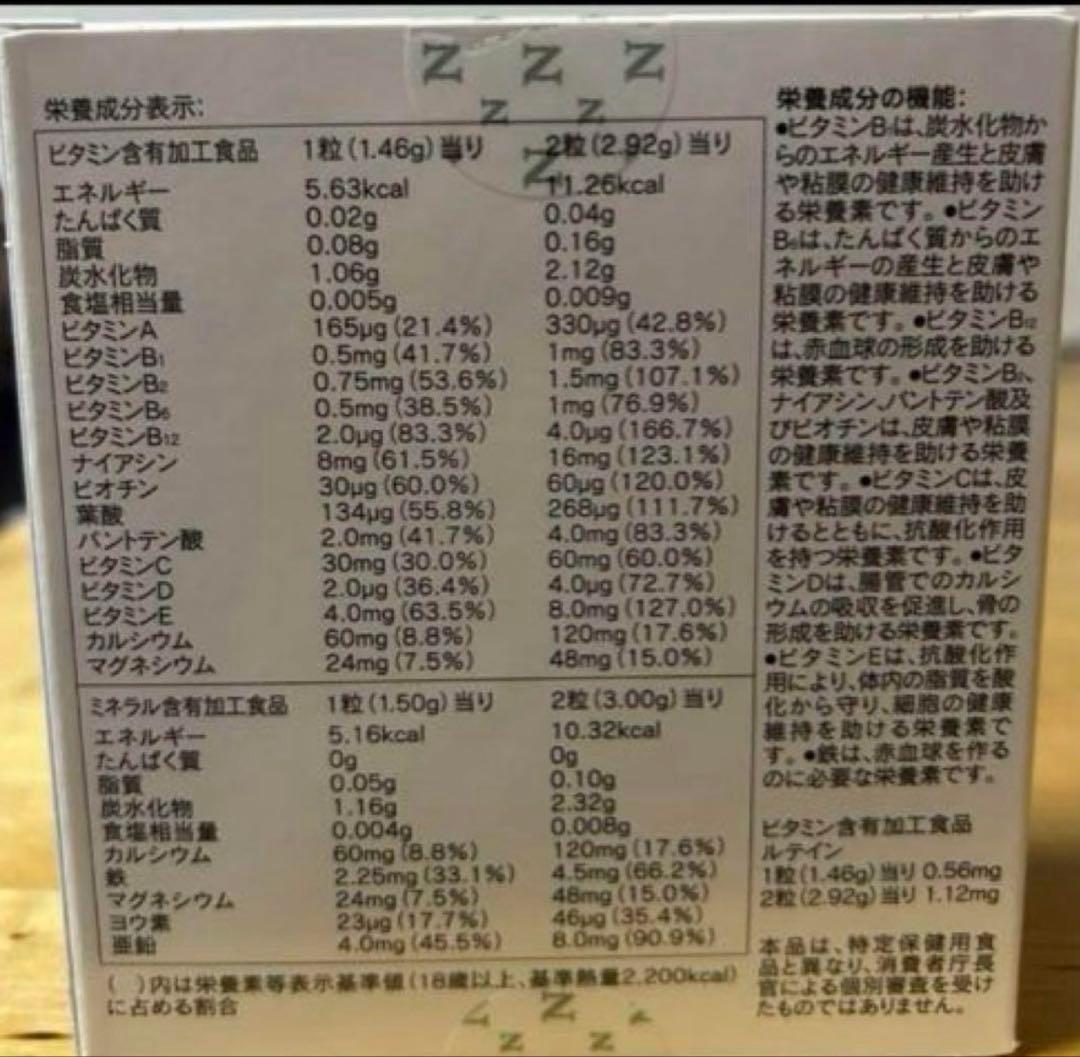 Z Z Z
Z Z
Z
栄養成分表示:
ビタミン含有加工食品 1粒(1.46g)当り 2粒(2.92g)当り
エネルギー 5.63kcal 11.26kcal
たんぱく質 0.02g 0.04g
脂質 0.08g 0.16g
炭水化物 1.06g 2.12g
食塩相当量 0.005g 0.009g
ビタミンA 165μg(21.4%) 330μg(42.8%)
ビタミンB1 0.5mg(41.7%) 1mg(83.3%)
ビタミンB2 0.75mg(53.6%) 1.5mg(107.1%)
ビタミンB6 0.5mg(38.5%) 1mg(76.9%)
ビタミンB12 2.0μg(83.3%) 4.0μg(166.7%)
ナイアシン 8mg(61.5%) 16mg(123.1%)
ビオチン 30μg(60.0%) 60μg(120.0%)
葉酸 134μg(55.8%) 268μg(111.7%)
パントテン酸 2.0mg(41.7%) 4.0mg(83.3%)
ビタミンC 30mg(30.0%) 60mg(60.0%)
ビタミンD 2.0μg(36.4%) 4.0μg(72.7%)
ビタミンE 4.0mg(63.5%) 8.0mg(127.0%)
カルシウム 60mg(8.8%) 120mg(17.6%)
マグネシウム 24mg(7.5%) 48mg(15.0%)
ミネラル含有加工食品 1粒(1.50g)当り 2粒(3.00g)当り
エネルギー 5.16kcal 10.32kcal
たんぱく質 0g 0g
脂質 0.05g 0.10g
炭水化物 1.16g 2.32g
食塩相当量 0.004g 0.008g
カルシウム 60mg(8.8%) 120mg(17.6%)
鉄 2.25mg(33.1%) 4.5mg(66.2%)
マグネシウム 24mg(7.5%) 48mg(15.0%)
ヨウ素 23μg(17.7%) 46μg(35.4%)
亜鉛 4.0mg(45.5%) 8.0mg(90.9%)
( )内は栄養素等表示基準値(18歳以上、基準熱量2,200kcal)
に占める割合
栄養成分の機能:
●ビタミンB1は、炭水化物か
らのエネルギー産生と皮膚
や粘膜の健康維持を助け
る栄養素です。●ビタミン
B6は、たんぱく質からのエ
ネルギーの産生と皮膚や
粘膜の健康維持を助ける
栄養素です。●ビタミンB12
は、赤血球の形成を助ける
栄養素です。●ビタミンB2、
ナイアシン、パントテン酸及
びビオチンは、皮膚や粘膜
の健康維持を助ける栄養
素です。●ビタミンCは、皮
膚や粘膜の健康維持を助
けるとともに、抗酸化作用
を持つ栄養素です。●ビタ
ミンDは、腸管でのカルシ
ウムの吸収を促進し、骨の
形成を助ける栄養素です。
●ビタミンEは、抗酸化作
用により、体内の脂質を酸
化から守り、細胞の健康
維持を助ける栄養素で
す。●鉄は、赤血球を作る
のに必要な栄養素です。
ビタミン含有加工食品
ルテイン
1粒(1.46g)当り 0.56mg
2粒(2.92g)当り 1.12mg
本品は、特定保健用食
品と異なり、消費者庁長
官による個別審査を受け
たものではありません。
Z
Z Z